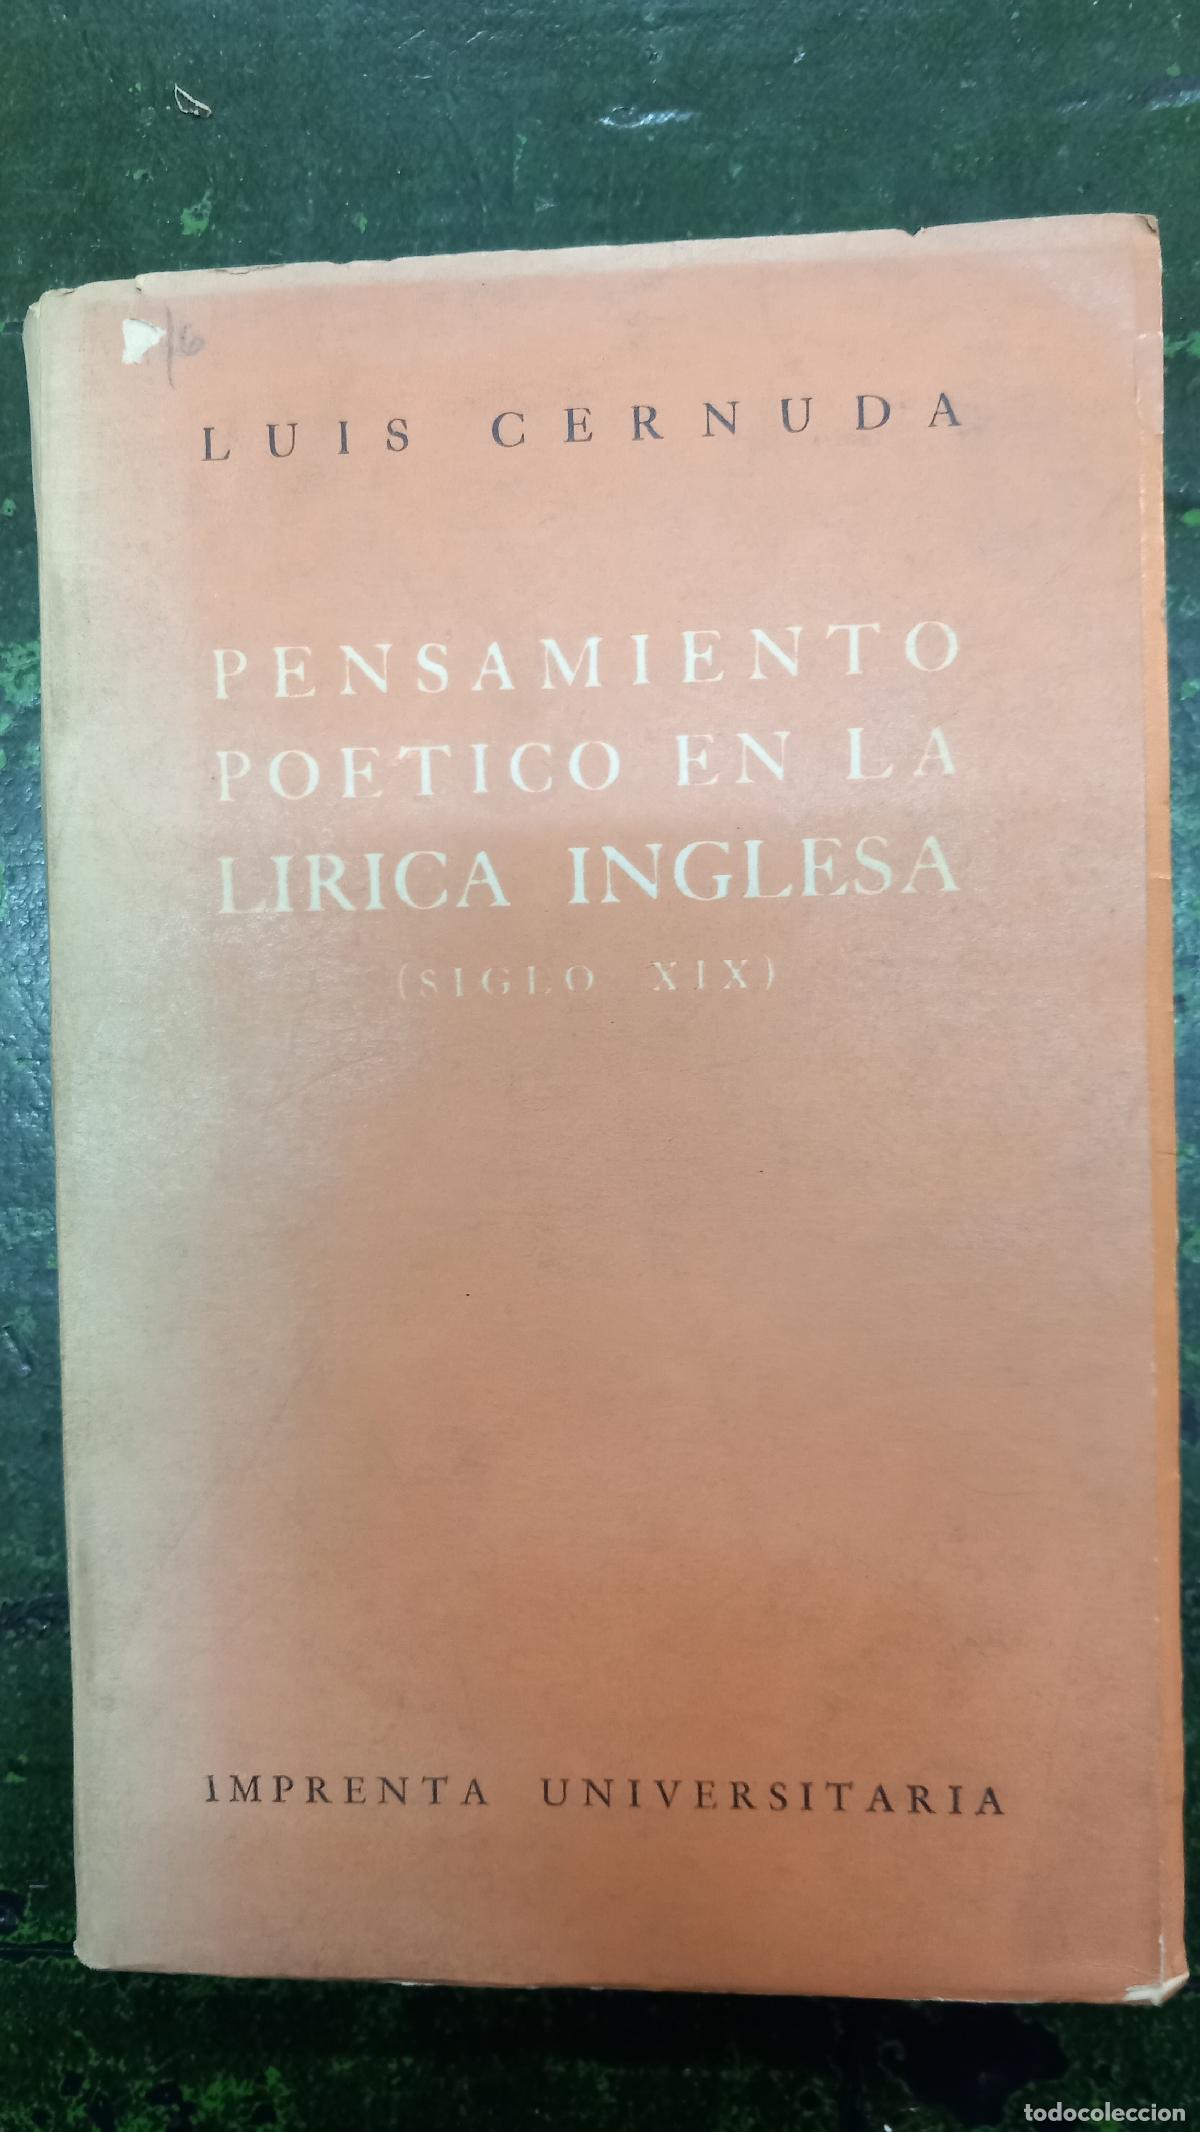 LUIS CERNUDA
PENSAMIENTO
POETICO EN LA
LIRICA INGLESA
(SIGLO XIX)
IMPRENTA UNIVERSITARIA
todocoleccion